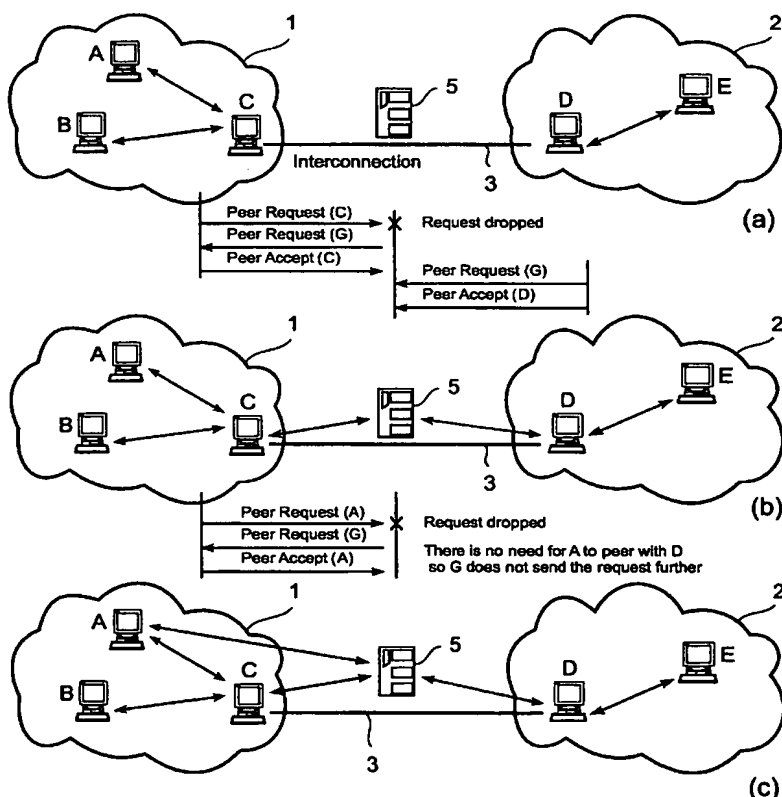 1
2
A
B
C
5
D
E
Interconnection
3
(a)
Peer Request (C)
Request dropped
Peer Request (G)
Peer Accept (C)
Peer Request (G)
Peer Accept (D)
1
2
A
B
C
5
D
E
3
(b)
Peer Request (A)
Request dropped
Peer Request (G)
There is no need for A to peer with D
so G does not send the request further
Peer Accept (A)
1
2
A
B
C
5
D
E
3
(c)